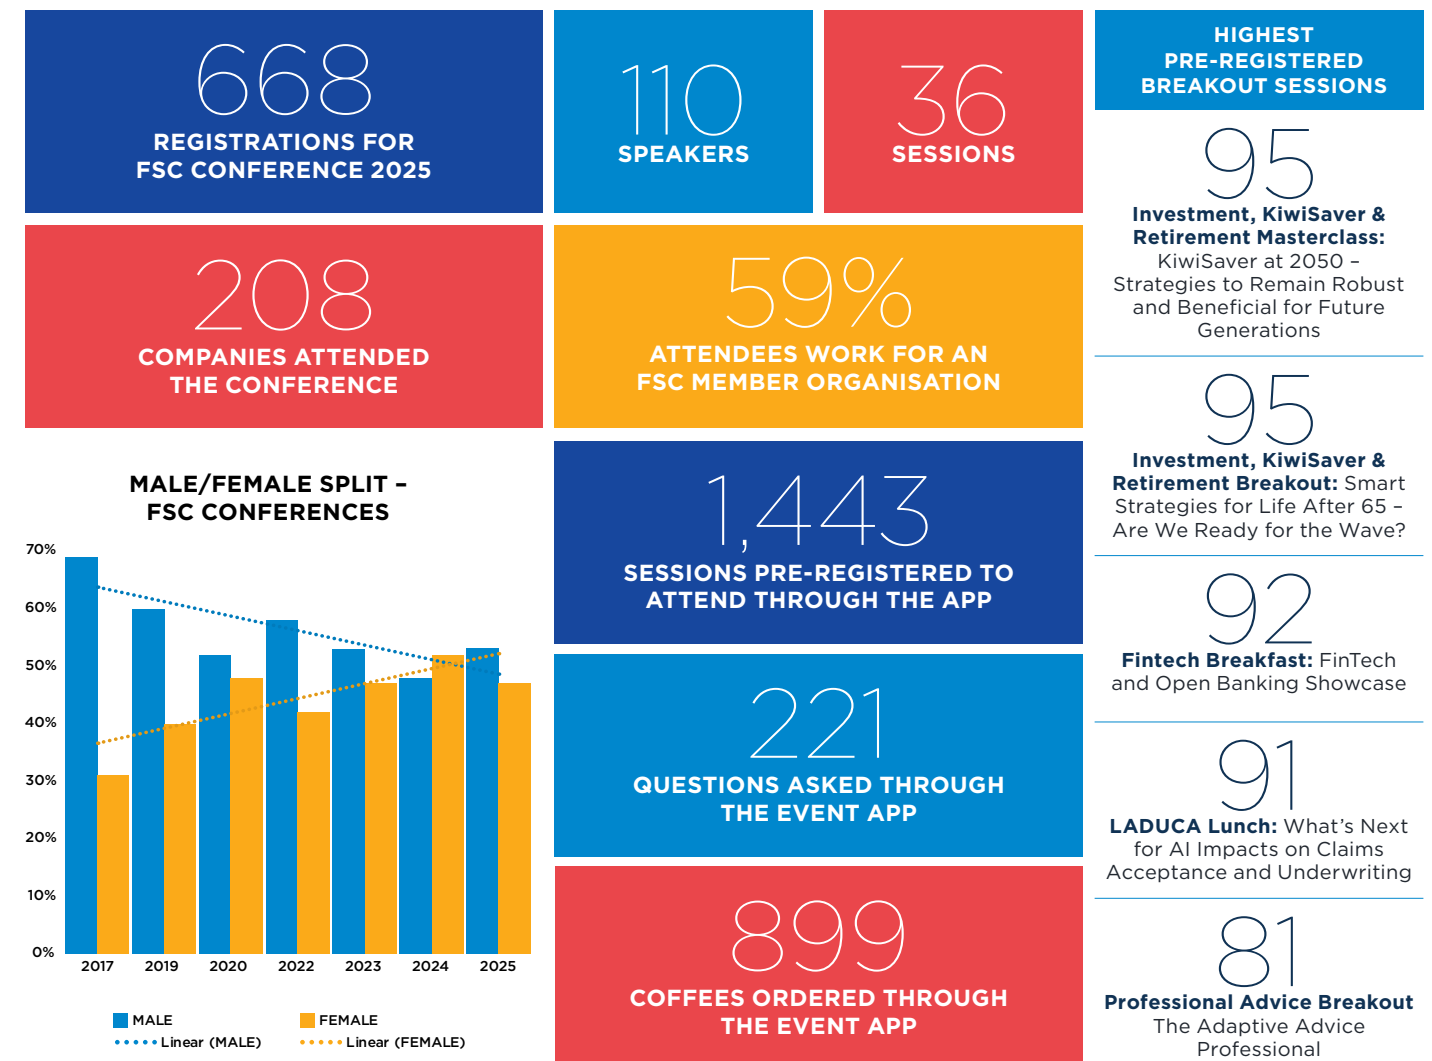 668
REGISTRATIONS FOR
FSC CONFERENCE 2025
110
SPEAKERS
36
SESSIONS
208
COMPANIES ATTENDED
THE CONFERENCE
59%
ATTENDEES WORK FOR AN
FSC MEMBER ORGANISATION
MALE/FEMALE SPLIT –
FSC CONFERENCES
70%
60%
50%
40%
30%
20%
10%
0%
2017 2019 2020 2022 2023 2024 2025
MALE FEMALE
Linear (MALE) Linear (FEMALE)
1,443
SESSIONS PRE-REGISTERED TO
ATTEND THROUGH THE APP
221
QUESTIONS ASKED THROUGH
THE EVENT APP
899
COFFEES ORDERED THROUGH
THE EVENT APP
HIGHEST
PRE-REGISTERED
BREAKOUT SESSIONS
95
Investment, KiwiSaver &
Retirement Masterclass:
KiwiSaver at 2050 –
Strategies to Remain Robust
and Beneficial for Future
Generations
95
Investment, KiwiSaver &
Retirement Breakout: Smart
Strategies for Life After 65 –
Are We Ready for the Wave?
92
Fintech Breakfast: FinTech
and Open Banking Showcase
91
LADUCA Lunch: What's Next
for AI Impacts on Claims
Acceptance and Underwriting
81
Professional Advice Breakout
The Adaptive Advice
Professional